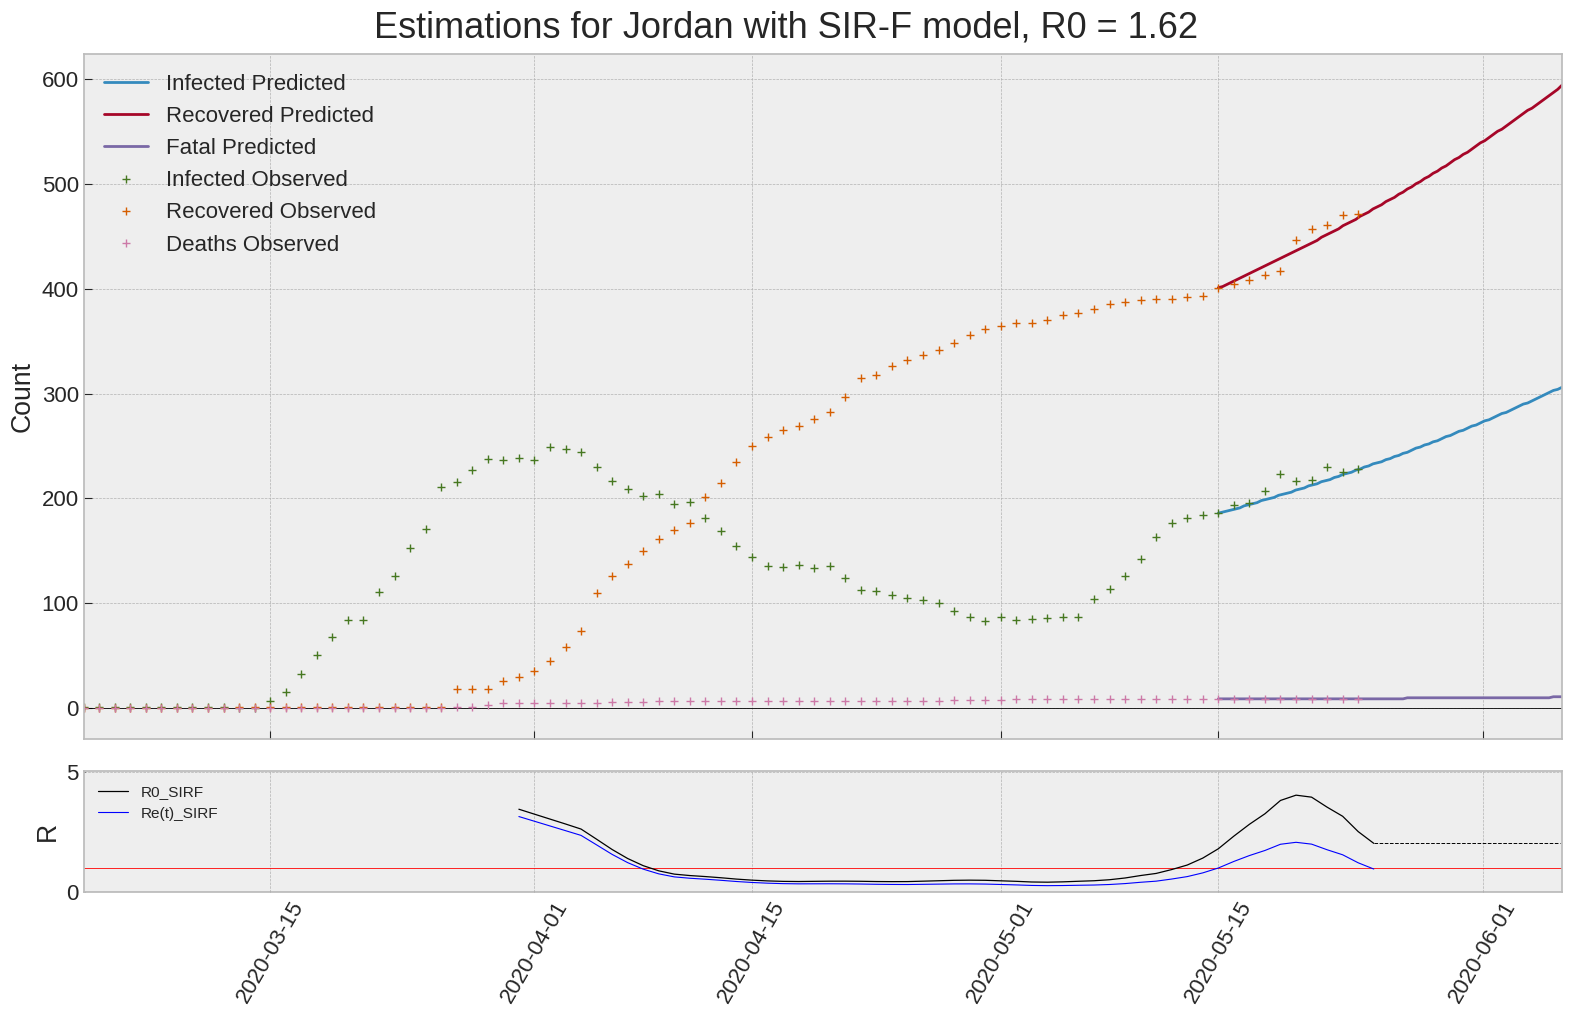 Estimations for Jordan with SIR-F model, R0 = 1.62
600
500
400
300
200
100
0
Count
Infected Predicted
Recovered Predicted
Fatal Predicted
Infected Observed
Recovered Observed
Deaths Observed
5
0
R
R0_SIRF
Re(t)_SIRF
2020-03-15
2020-04-01
2020-04-15
2020-05-01
2020-05-15
2020-06-01